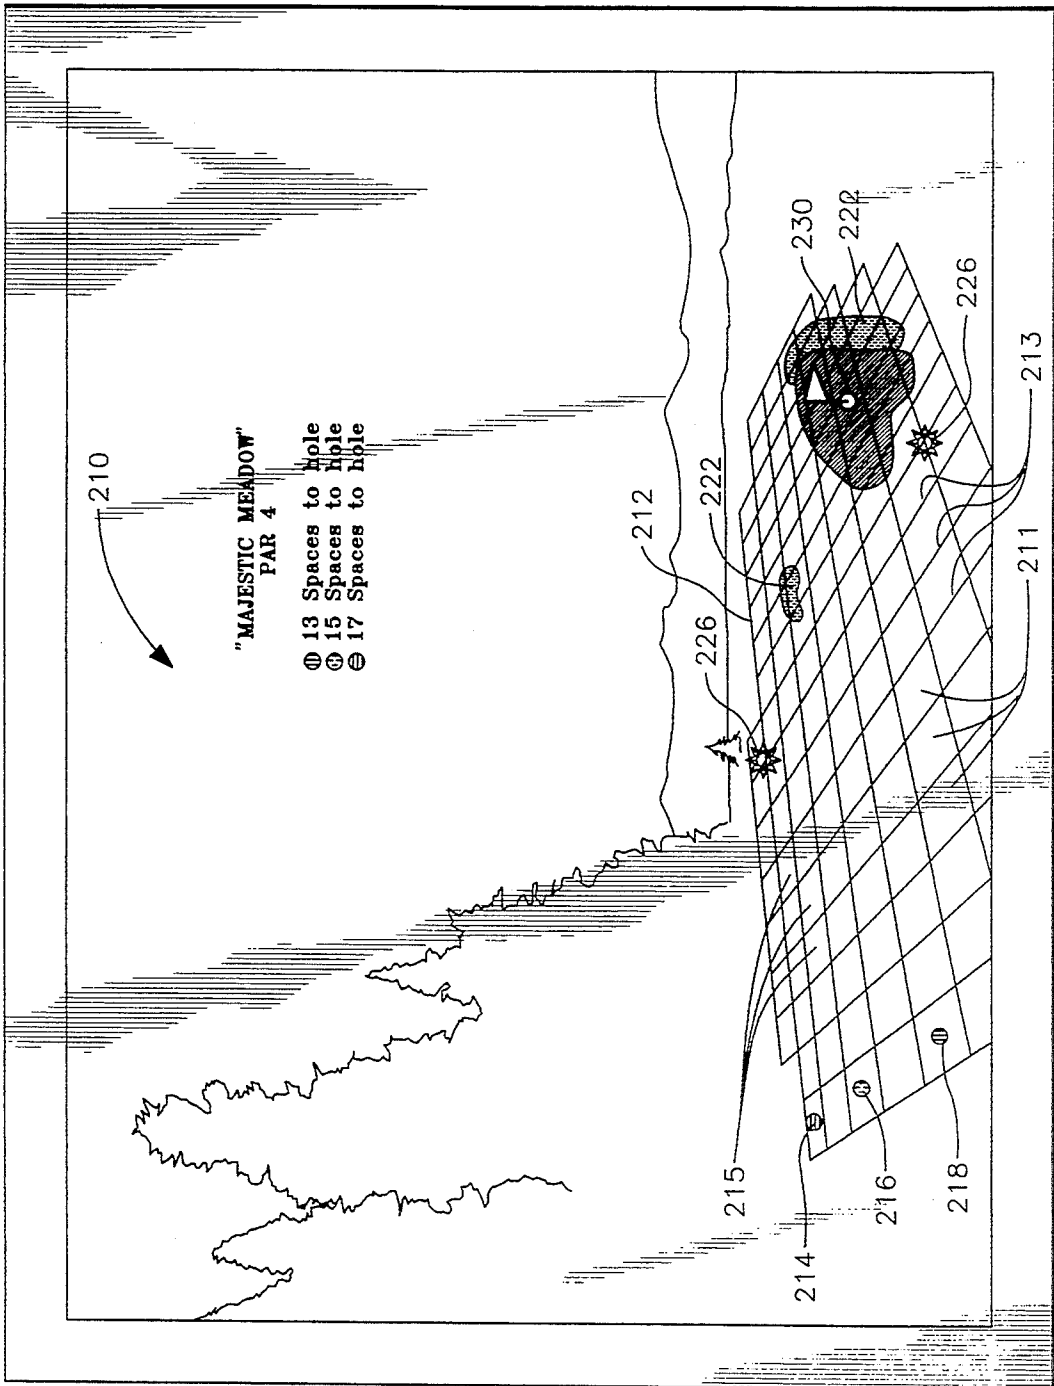 210
"MAJESTIC MEADOW"
PAR 4
13 Spaces to hole
15 Spaces to hole
17 Spaces to hole
212
222
226
215
230
214
222
216
218
226
213
211